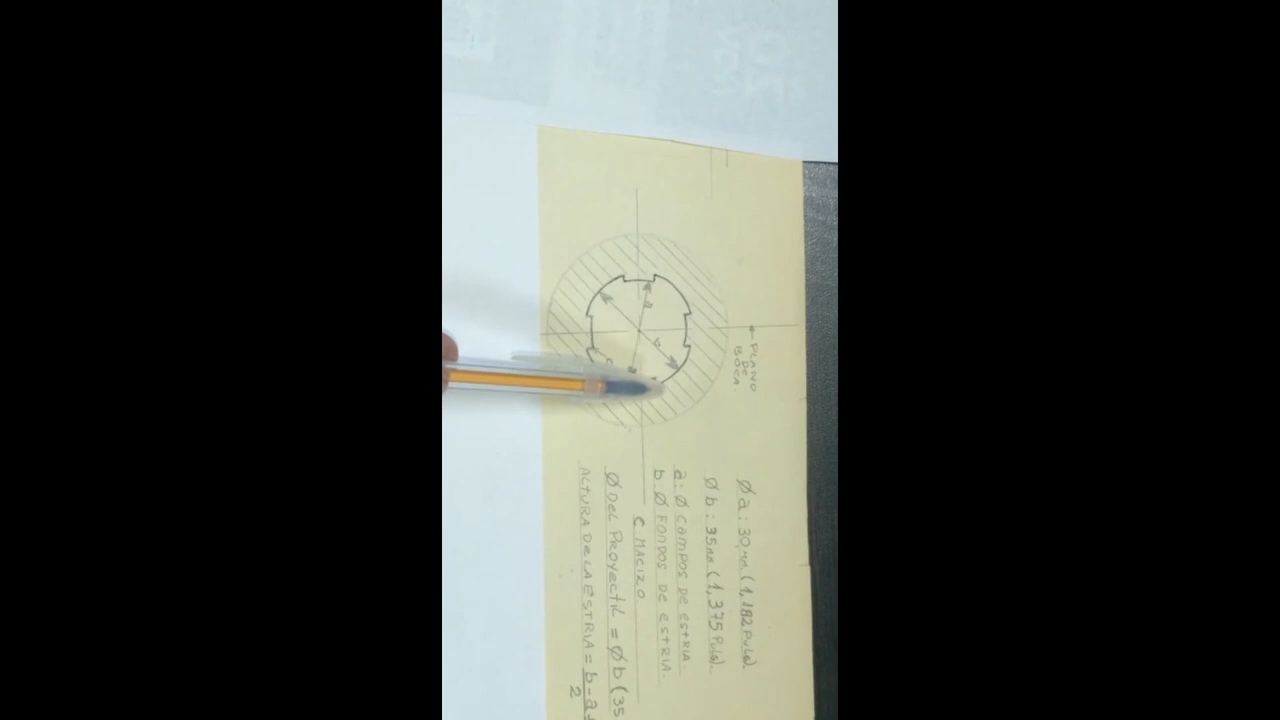 ← PLANO
DE
BOCA.
a
b
a
c
Ø a: 30mm (1,182 PULG).
Ø b: 35mm (1,375 PULG).
a: Ø CAMPOS DE ESTRIA.
b Ø FONDOS DE ESTRIA.
C MACIZO
Ø DEL PROYECTIL = Ø b (35
ALTURA DE LA ESTRIA = b-a
2